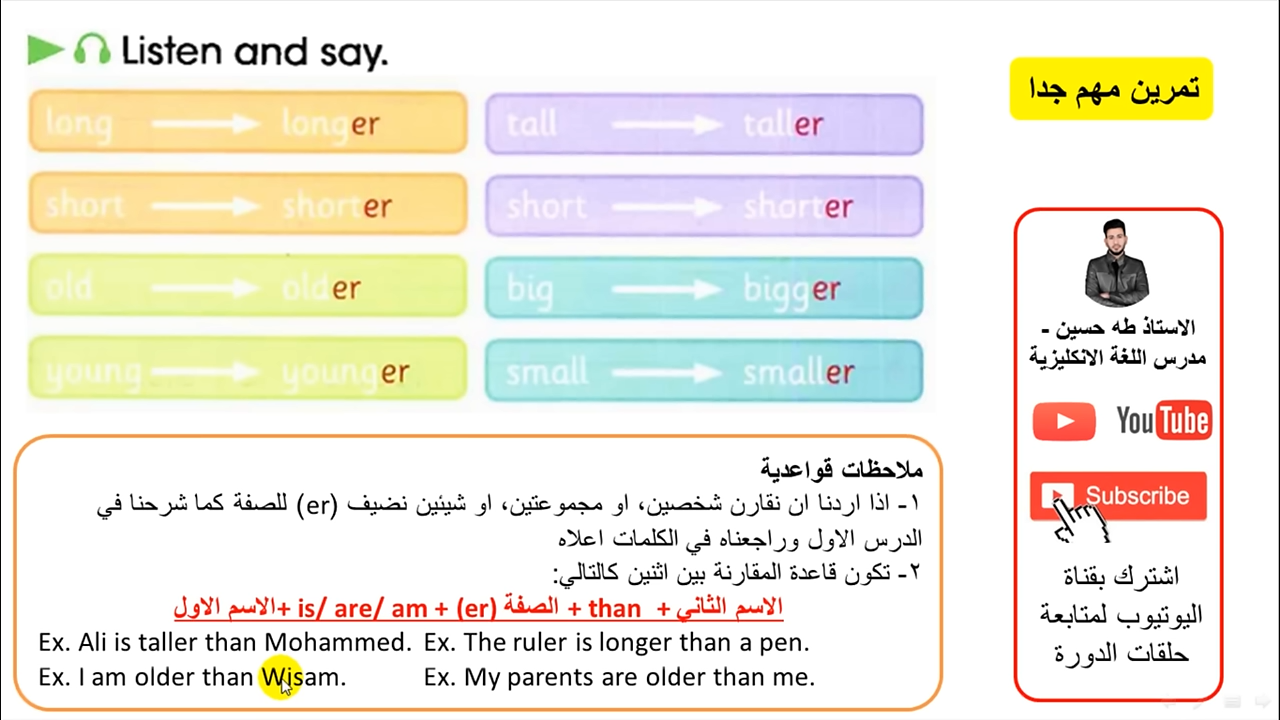 Listen and say.
long longer
tall taller
short shorter
short shorter
old older
big bigger
young younger
small smaller
تمرين مهم جدا
الاستاذ طه حسين -
مدرس اللغة الانكليزية
YouTube
Subscribe
اشترك بقناة
اليوتيوب لمتابعة
حلقات الدورة
ملاحظات قواعدية
١- اذا اردنا ان نقارن شخصين، او مجموعتين، او شيئين نضيف (er) للصفة كما شرحنا في
الدرس الاول وراجعناه في الكلمات اعلاه
٢- تكون قاعدة المقارنة بين اثنين كالتالي:
الاسم الاول+ is/ are/ am + (er) الصفة + than + الاسم الثاني
Ex. Ali is taller than Mohammed. Ex. The ruler is longer than a pen.
Ex. I am older than Wisam. Ex. My parents are older than me.